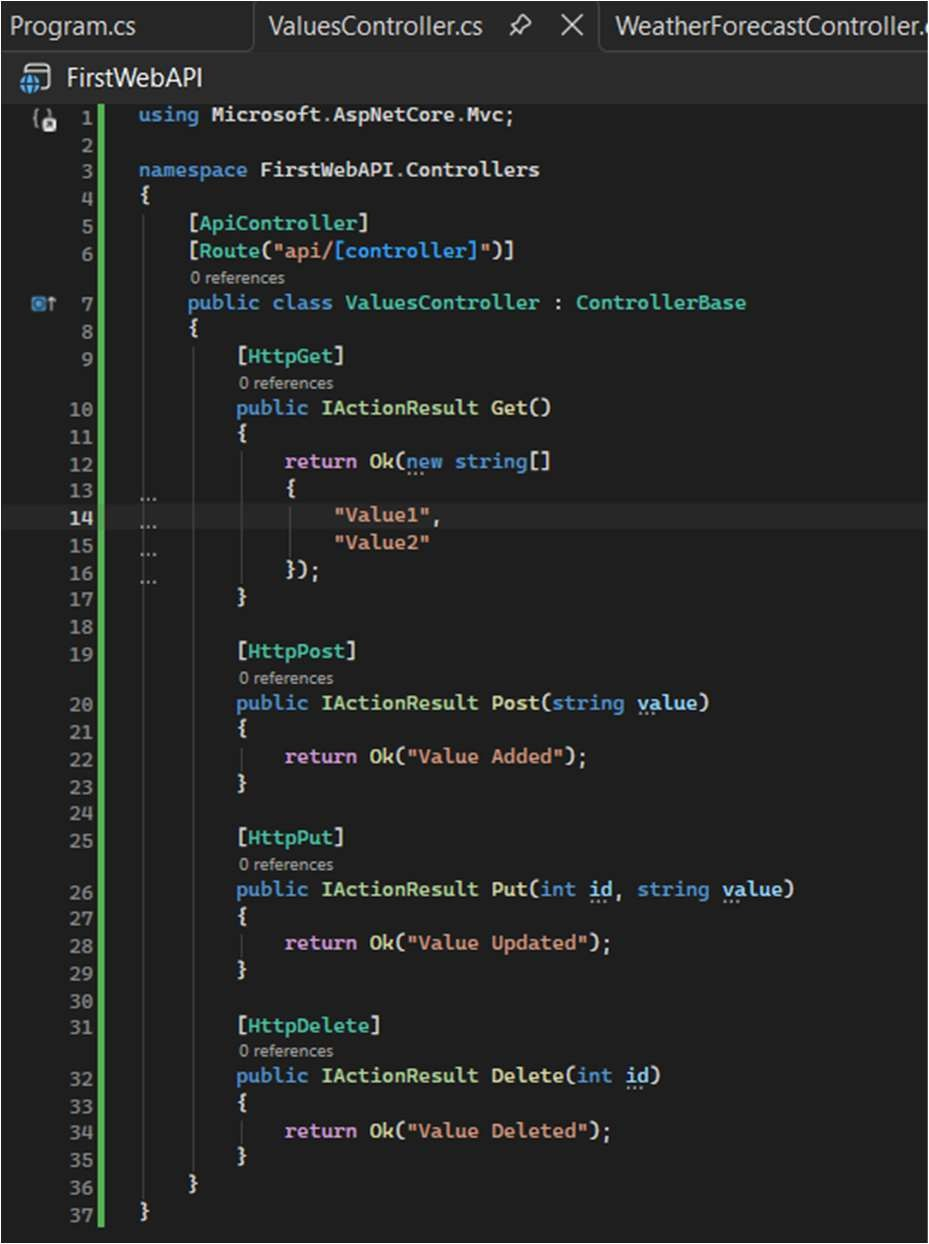 Program.cs ValuesController.cs WeatherForecastController.
FirstWebAPI
1 using Microsoft.AspNetCore.Mvc;
2
3 namespace FirstWebAPI.Controllers
4 {
5 [ApiController]
6 [Route("api/[controller]")]
0 references
7 public class ValuesController : ControllerBase
8 {
9 [HttpGet]
0 references
10 public IActionResult Get()
11 {
12 return Ok(new string[]
13 {
14 "Value1",
15 "Value2"
16 });
17 }
18
19 [HttpPost]
0 references
20 public IActionResult Post(string value)
21 {
22 return Ok("Value Added");
23 }
24
25 [HttpPut]
0 references
26 public IActionResult Put(int id, string value)
27 {
28 return Ok("Value Updated");
29 }
30
31 [HttpDelete]
0 references
32 public IActionResult Delete(int id)
33 {
34 return Ok("Value Deleted");
35 }
36 }
37 }